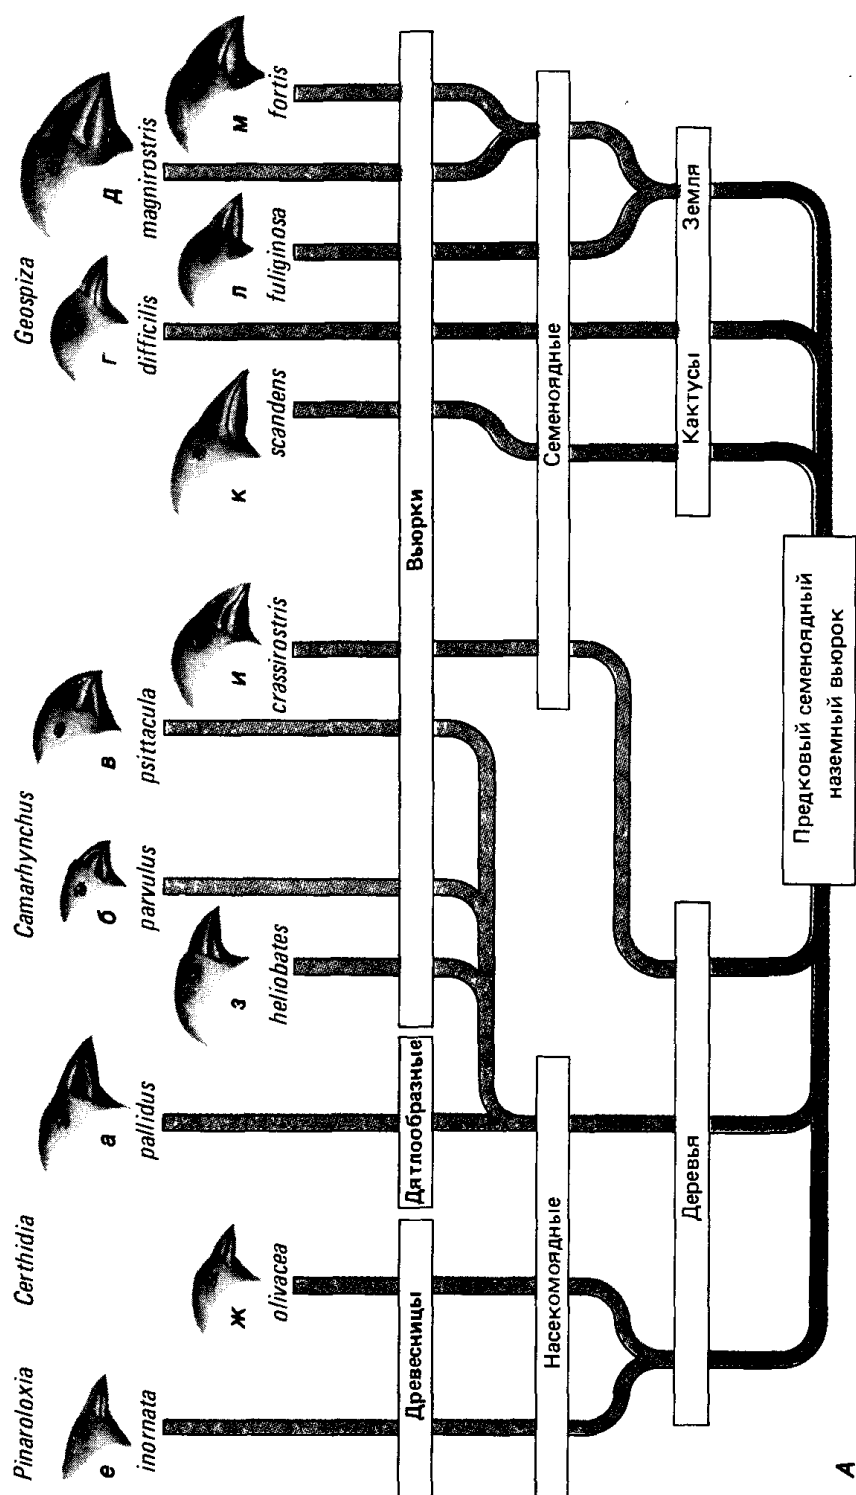 Pinaroloxia
Certhidia
Camarhynchus
Geospiza
е
inornata
а
pallidus
б
parvulus
в
psittacula
г
difficilis
д
magnirostris
ж
olivacea
з
heliobates
и
crassirostris
к
scandens
л
fuliginosa
м
fortis
Древесницы
Дятлообразные
Вьюрки
Насекомоядные
Семеноядные
Деревья
Кактусы
Земля
Предковый семеноядный
наземный вьюрок
А